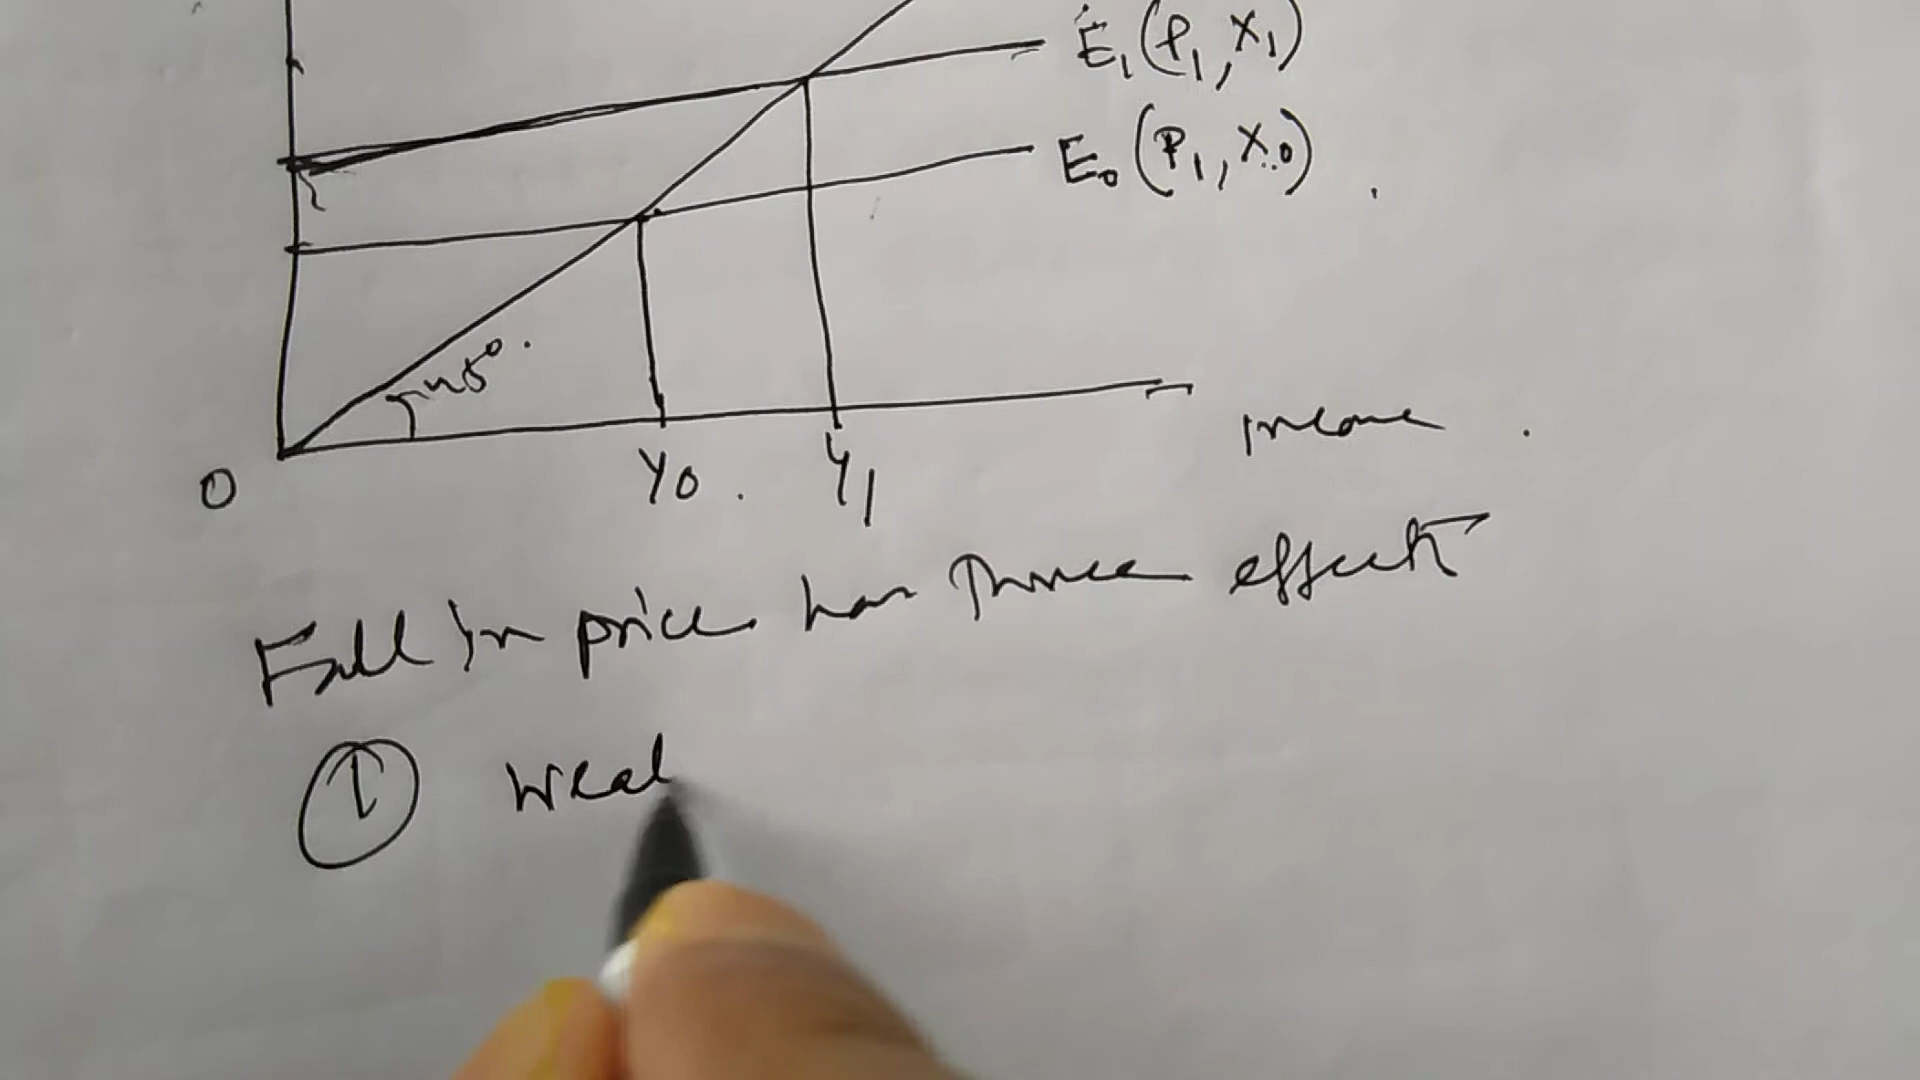 E₁(P₁, X₁)
E₀(P₁, X₀)
45°
income
O Y₀ Y₁
Fall in price has three effects
① Weal